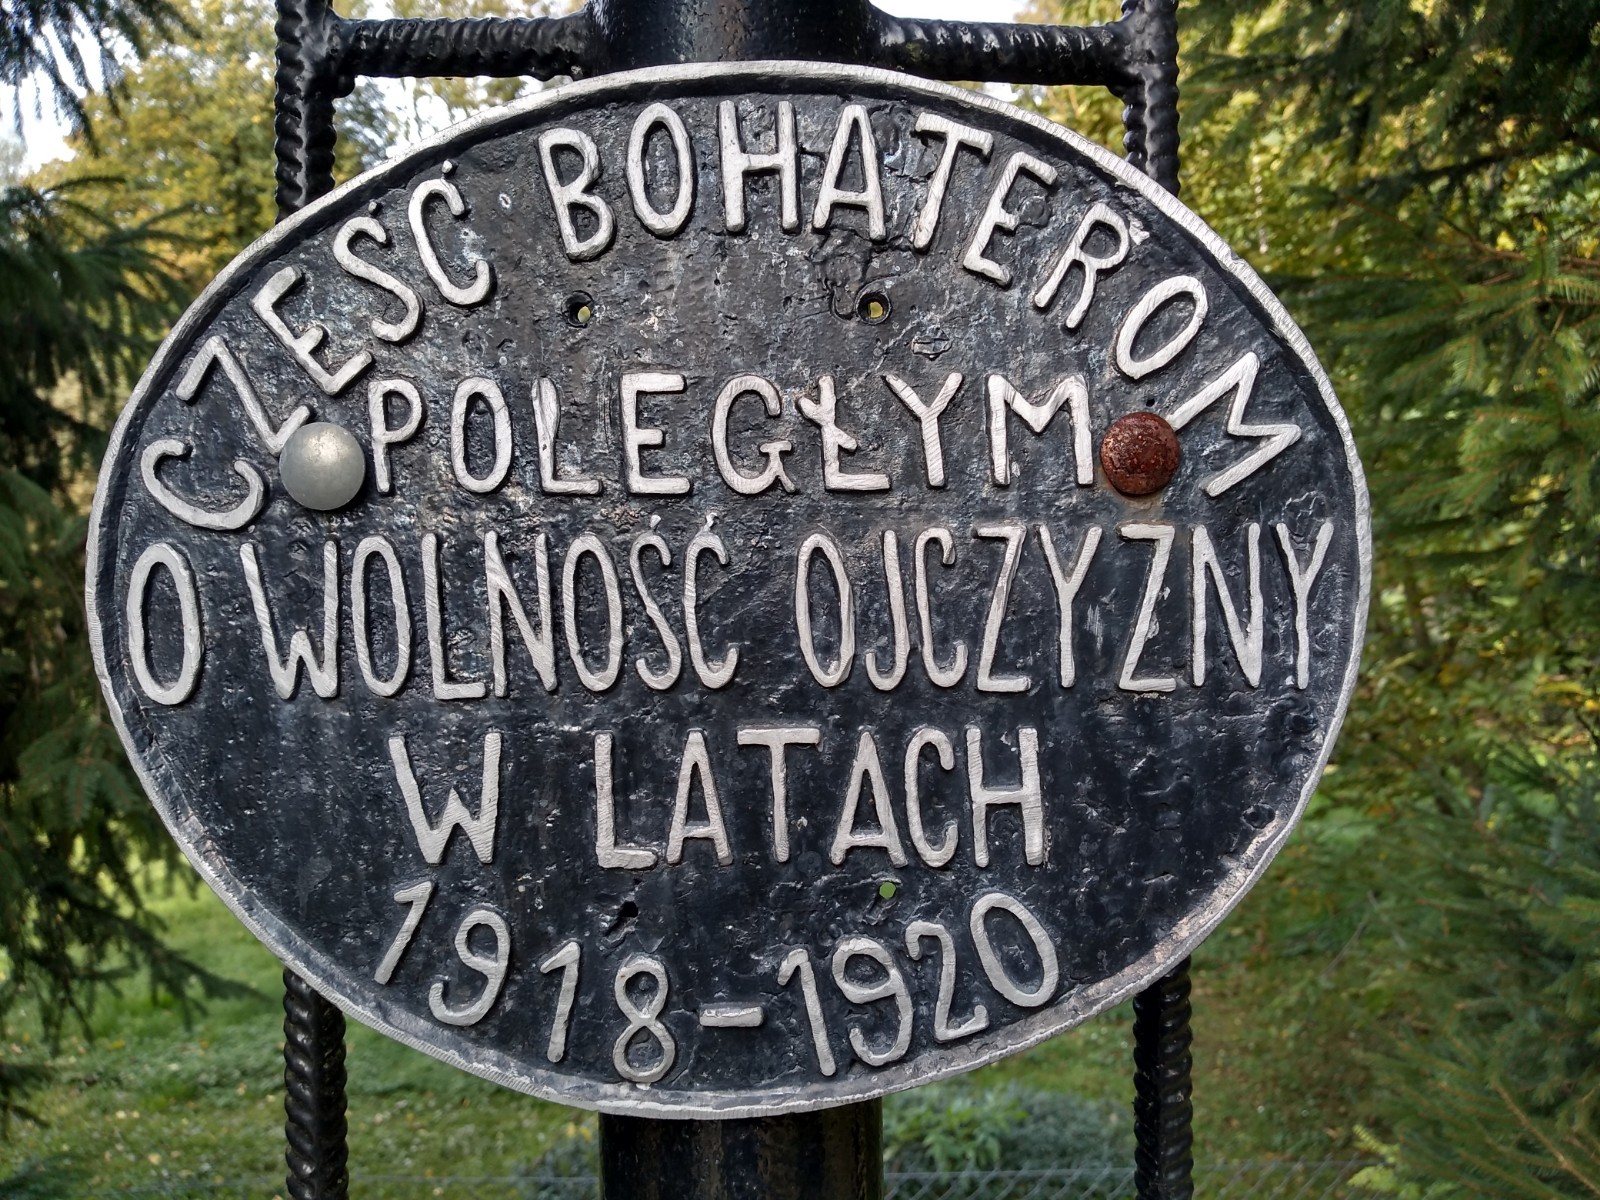 CZEŚĆ BOHATEROM
POLEGŁYM
O WOLNOŚĆ OJCZYZNY
W LATACH
1918-1920